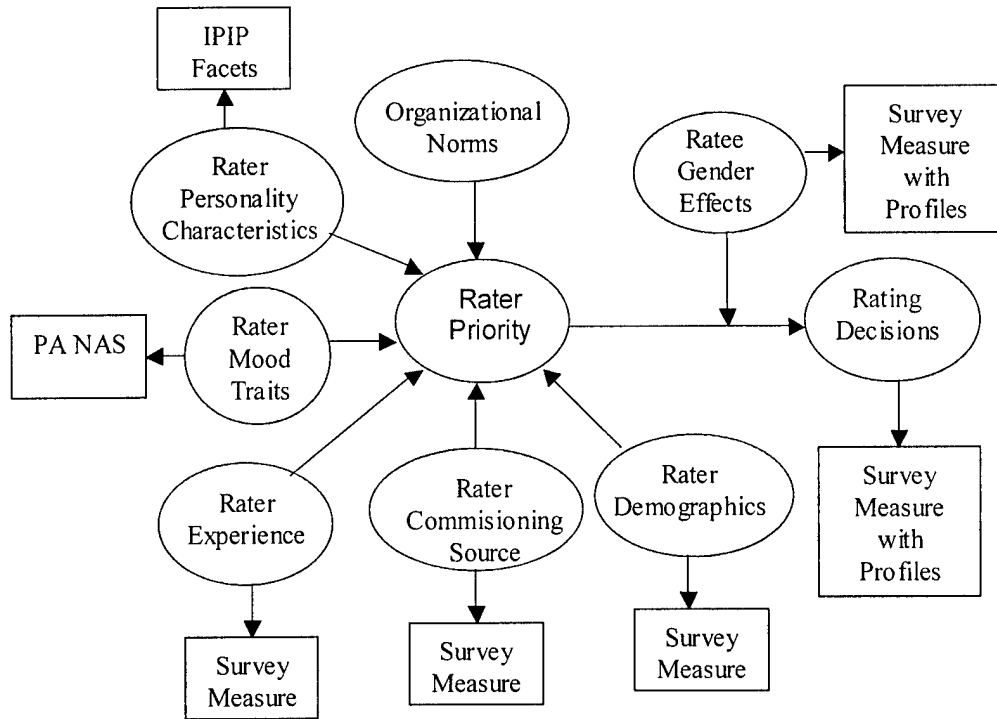 IPIP
Facets
Organizational
Norms
Survey
Measure
with
Profiles
Ratee
Gender
Effects
Rater
Personality
Characteristics
Rater
Priority
Rating
Decisions
PA NAS
Rater
Mood
Traits
Rater
Experience
Rater
Commisioning
Source
Rater
Demographics
Survey
Measure
with
Profiles
Survey
Measure
Survey
Measure
Survey
Measure